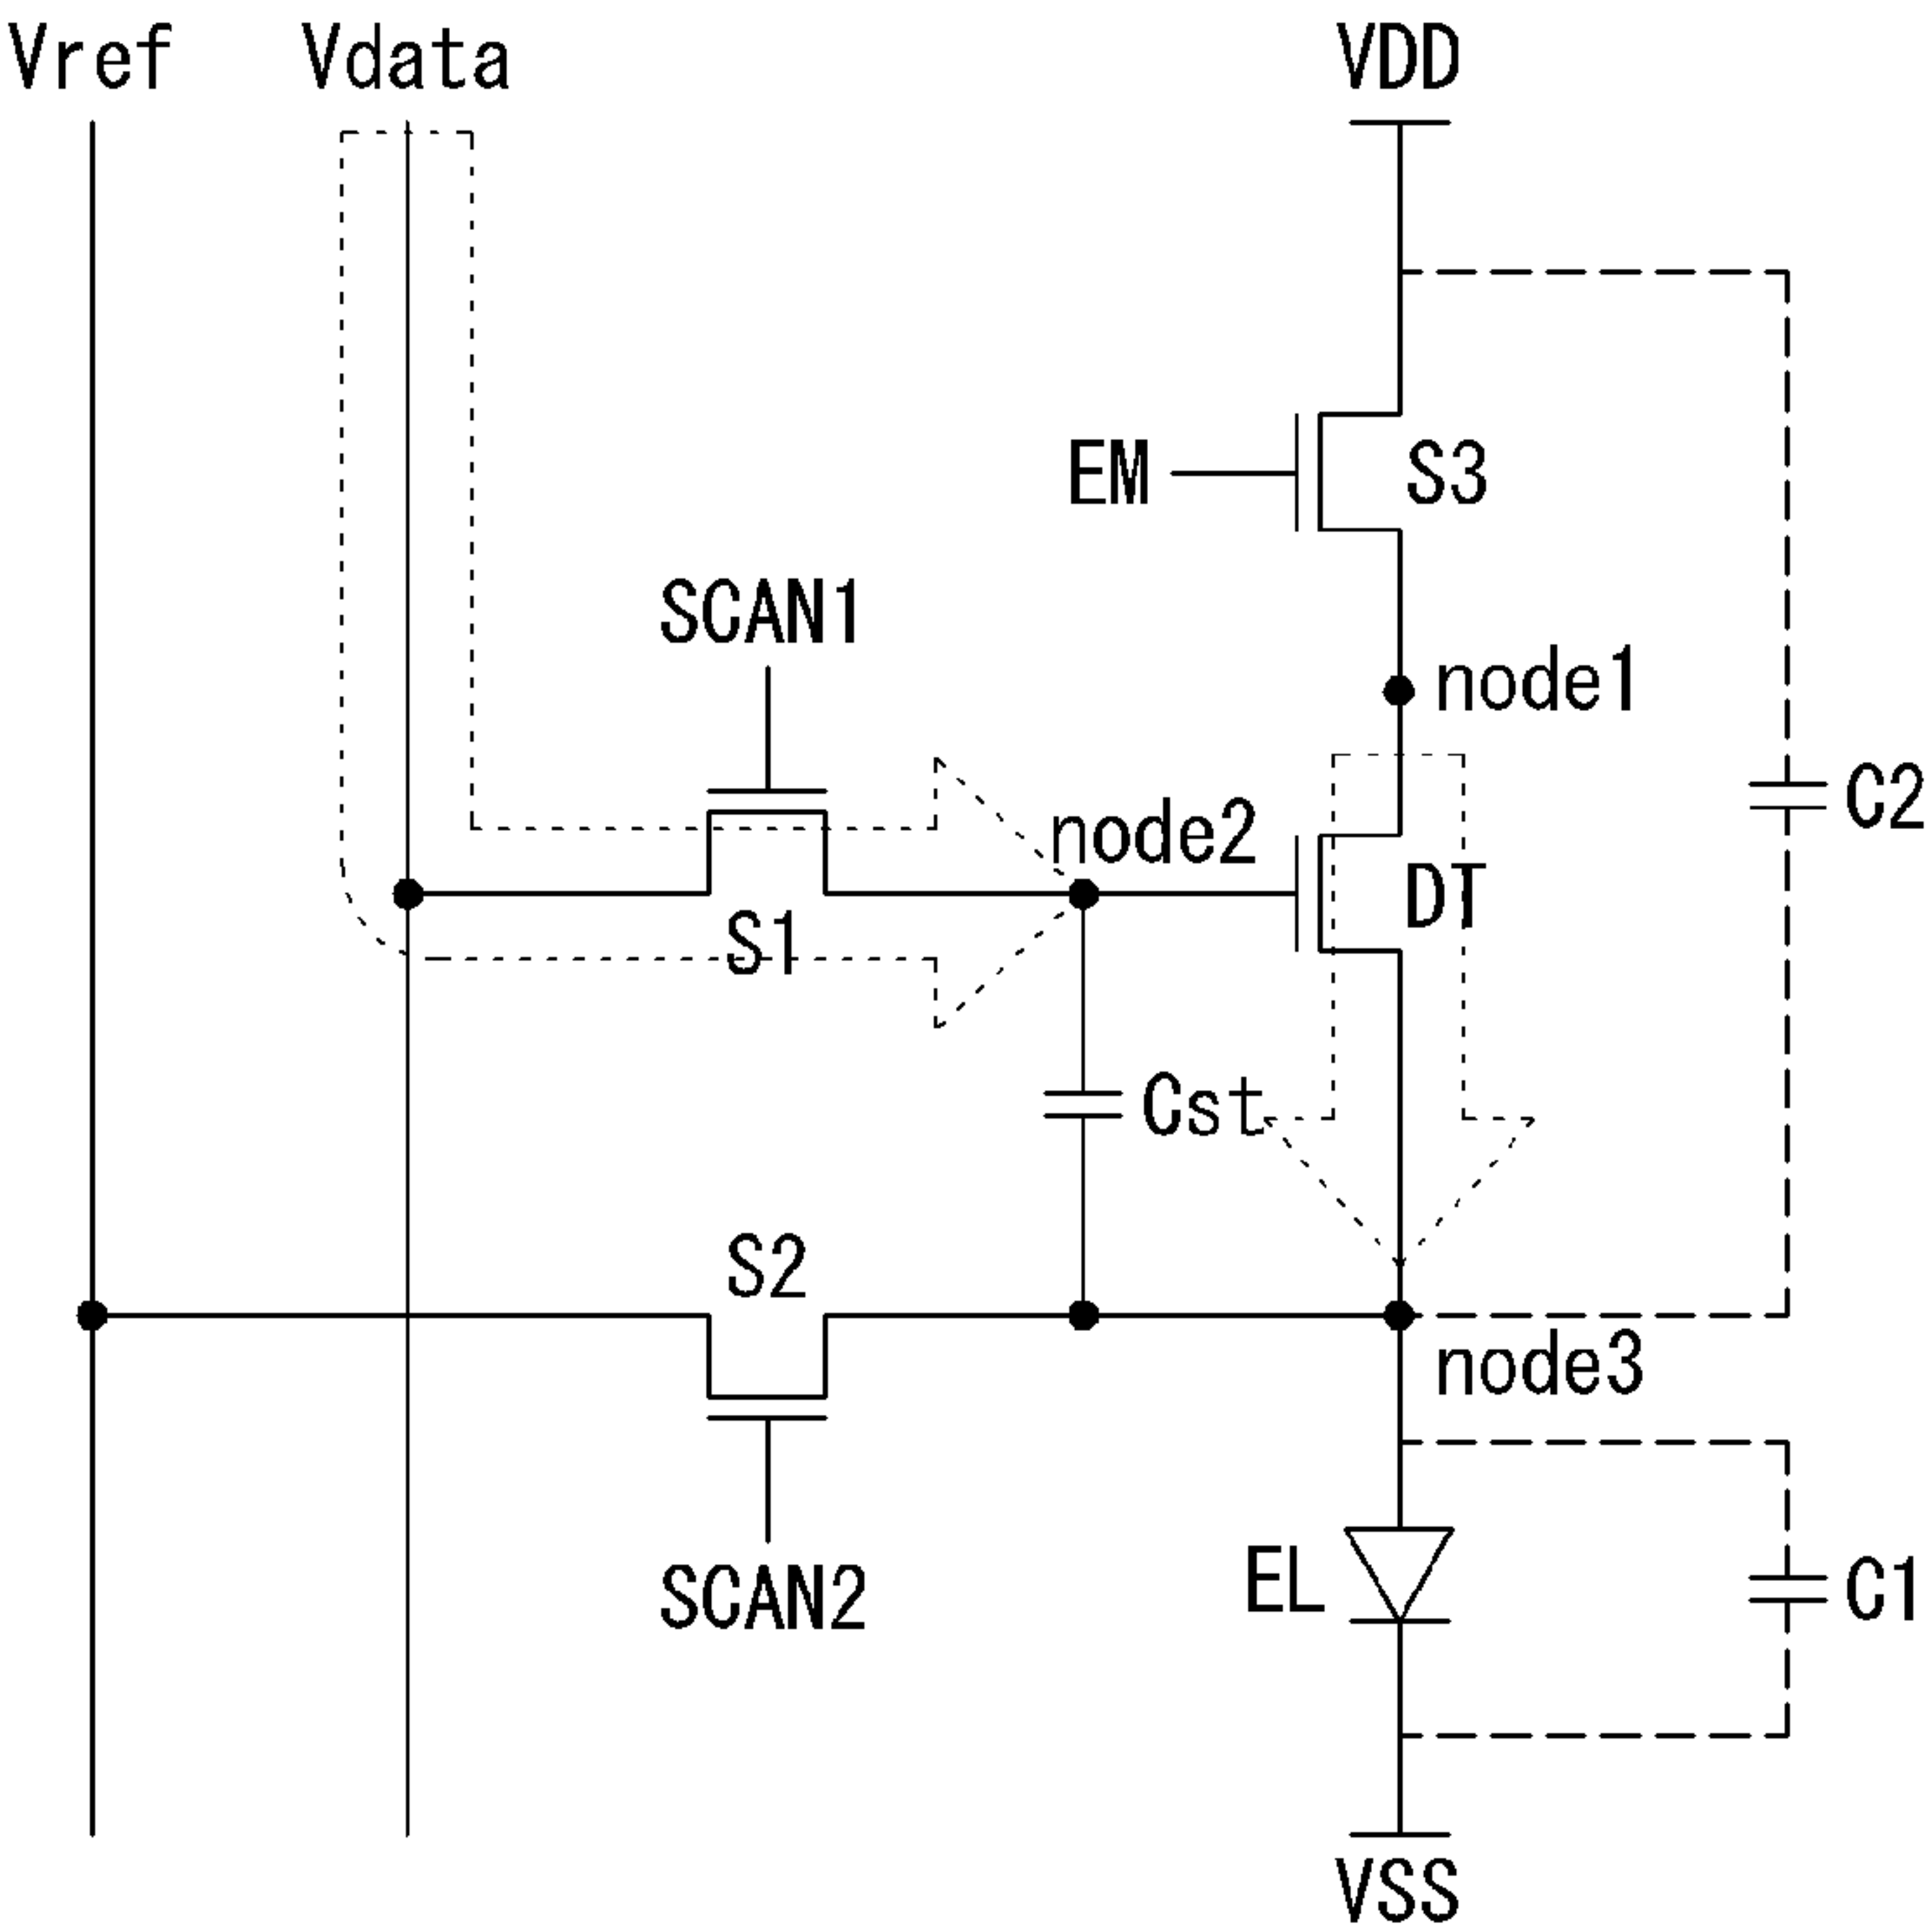 Vref Vdata VDD
EM S3
SCAN1
node1
C2
node2
DT
S1
Cst
S2
node3
EL C1
SCAN2
VSS